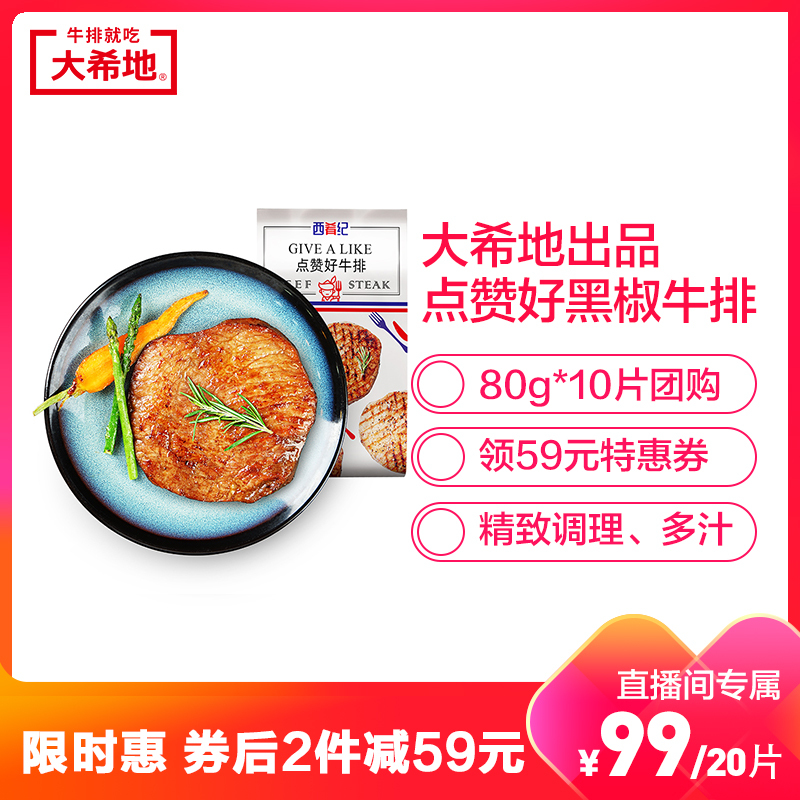 牛排就吃
大希地®
西肴纪
GIVE A LIKE
点赞好牛排
EEF STEAK
大希地出品
点赞好黑椒牛排
80g*10片团购
领59元特惠券
精致调理、多汁
直播间专属
限时惠 券后2件减59元
¥99/20片